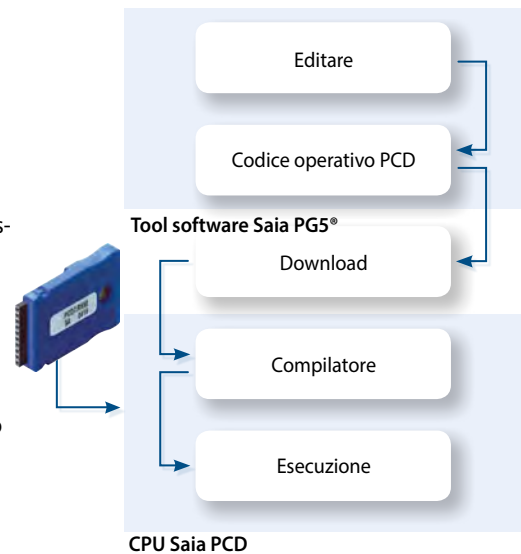 Editare
Codice operativo PCD
s-
Tool software Saia PG5®
Download
Compilatore
o
Esecuzione
CPU Saia PCD